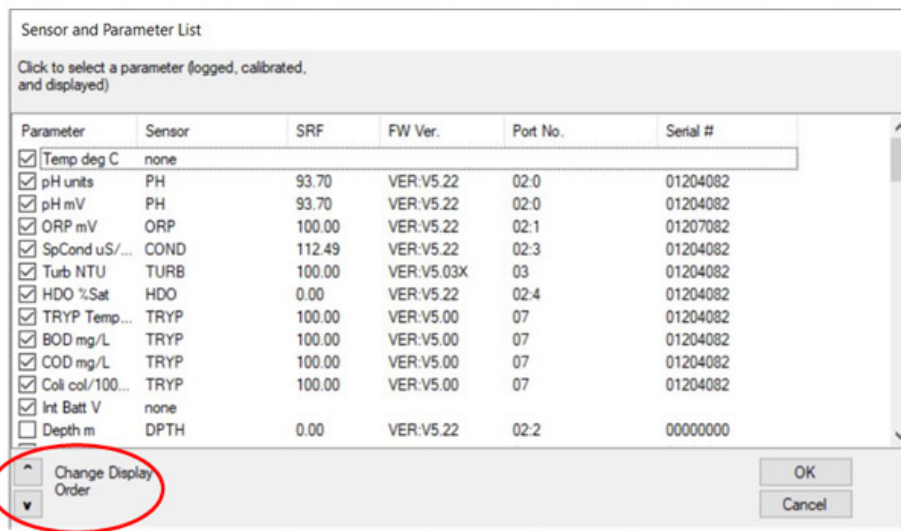 Sensor and Parameter List
Click to select a parameter (logged, calibrated,
and displayed)
Parameter Sensor SRF FW Ver. Port No. Serial #
Temp deg C none
pH units PH 93.70 VER:V5.22 02:0 01204082
pH mV PH 93.70 VER:V5.22 02:0 01204082
ORP mV ORP 100.00 VER:V5.22 02:1 01207082
SpCond uS/... COND 112.49 VER:V5.22 02:3 01204082
Turb NTU TURB 100.00 VER:V5.03X 03 01204082
HDO %Sat HDO 0.00 VER:V5.22 02:4 01204082
TRYP Temp... TRYP 100.00 VER:V5.00 07 01204082
BOD mg/L TRYP 100.00 VER:V5.00 07 01204082
COD mg/L TRYP 100.00 VER:V5.00 07 01204082
Coli col/100... TRYP 100.00 VER:V5.00 07 01204082
Int Batt V none
Depth m DPTH 0.00 VER:V5.22 02:2 00000000
Change Display
Order
OK
Cancel